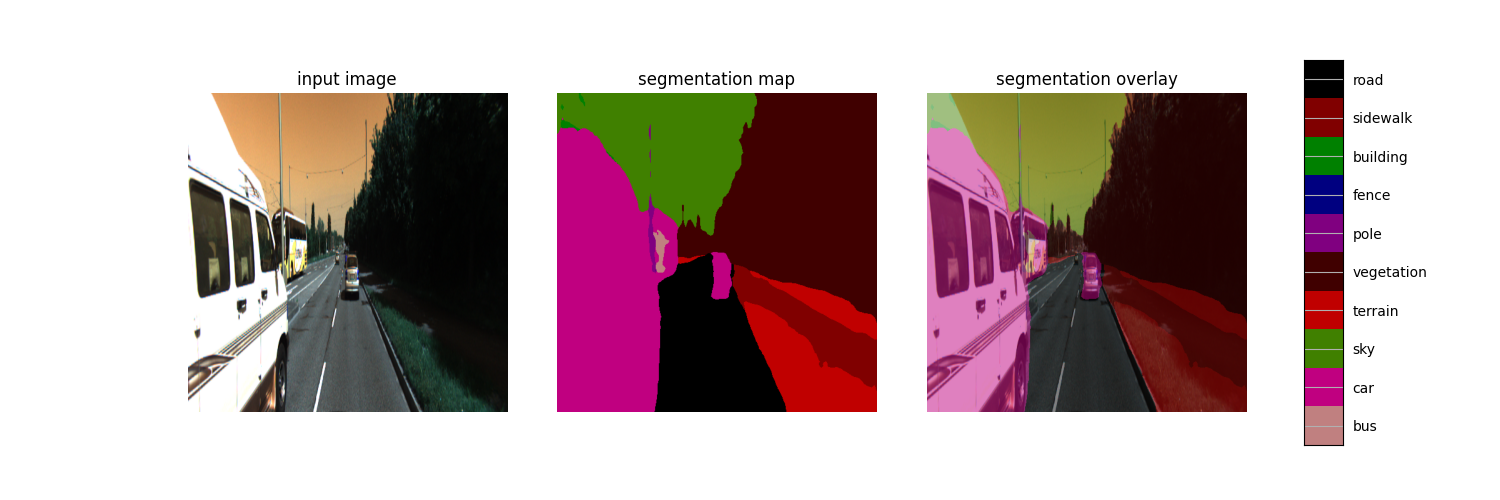 input image
segmentation map
segmentation overlay
road
sidewalk
building
fence
pole
vegetation
terrain
sky
car
bus